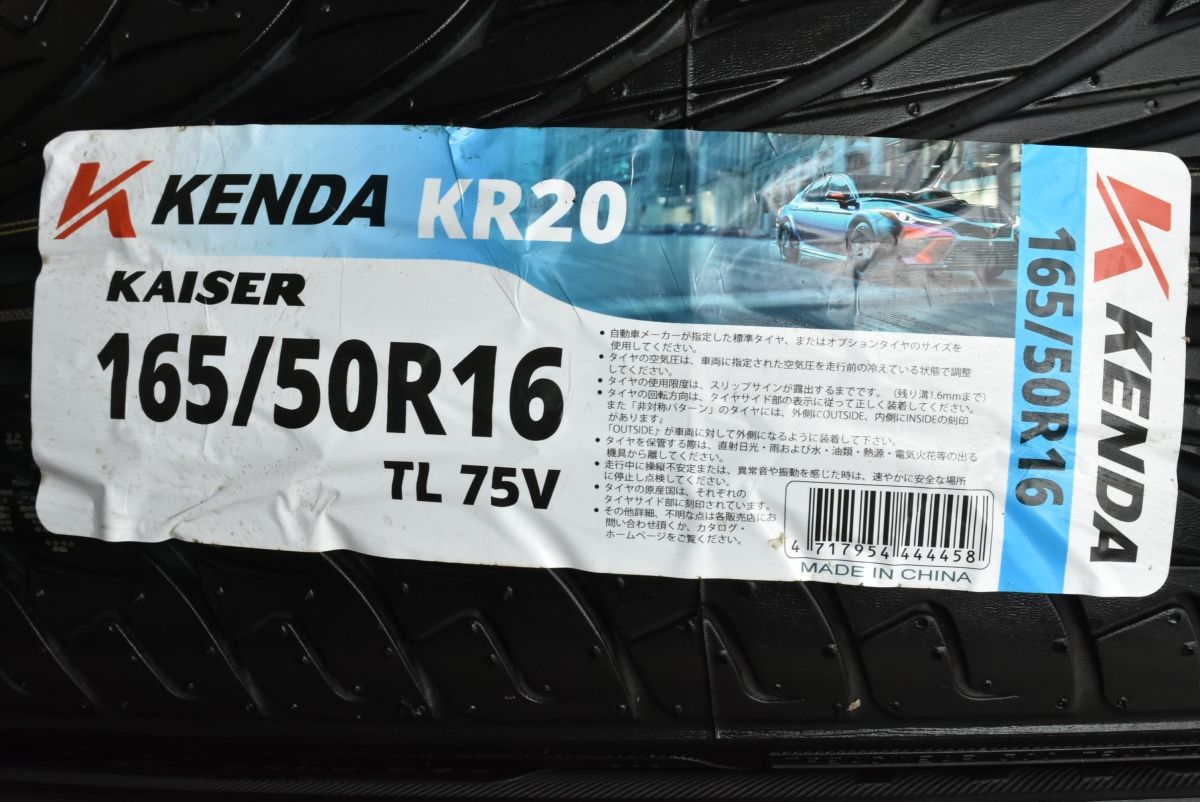 KENDA KR20
KAISER
165/50R16
TL 75V
• 自動車メーカーが指定した標準タイヤ、またはオプションタイヤのサイズを
使用してください。
• タイヤの空気圧は、車両に指定された空気圧を走行前の冷えている状態で調整
してください。
• タイヤの使用限度は、スリップサインが露出するまでです。（残り溝1.6mmまで）
• タイヤの回転方向は、タイヤサイド部の表示に従って正しく装着してください。
また「非対称パターン」のタイヤには、外側にOUTSIDE、内側にINSIDEの刻印
があります。
「OUTSIDE」が車両に対して外側になるように装着して下さい。
• タイヤを保管する際は、直射日光・雨および水・油類・熱源・電気火花等の出る
機具から離してください。
• 走行中に操縦不安定または、異常音や振動を感じた時は、速やかに安全な場所
に停止し点検してください。
• タイヤの原産国は、それぞれの
タイヤサイド部に刻印されています。
• その他詳細、不明な点は各販売店にお
問い合わせ頂くか、カタログ・
ホームページをご覧ください。
4 717954 444458
MADE IN CHINA
165/50R16
KENDA